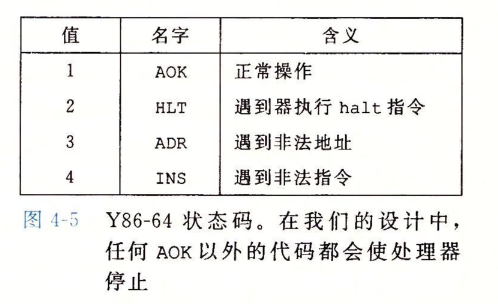 值 名字 含义
1 AOK 正常操作
2 HLT 遇到器执行 halt 指令
3 ADR 遇到非法地址
4 INS 遇到非法指令
图 4-5 Y86-64 状态码。在我们的设计中，
任何 AOK 以外的代码都会使处理器
停止